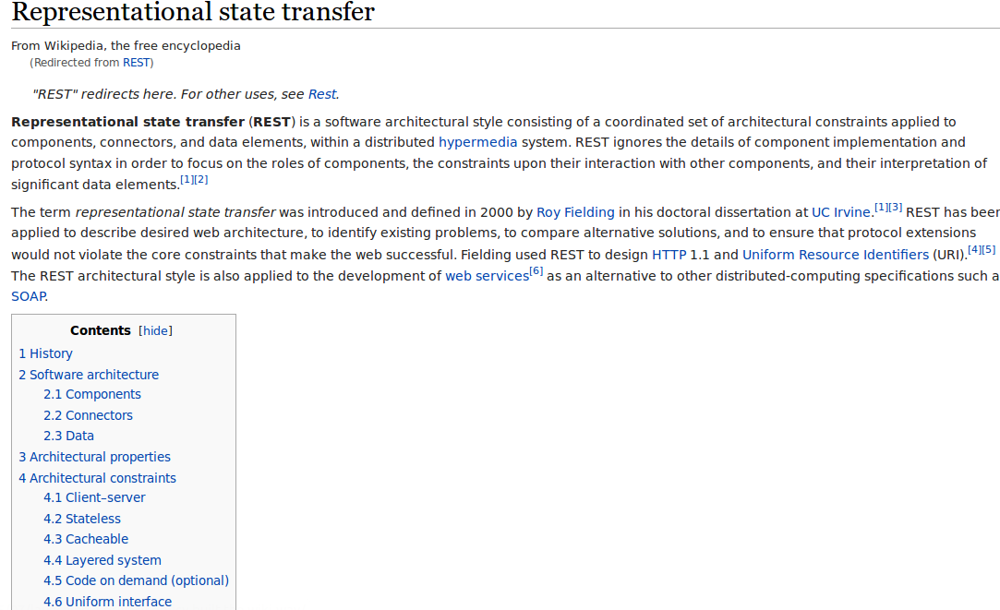 Representational state transfer
From Wikipedia, the free encyclopedia
(Redirected from REST)
"REST" redirects here. For other uses, see Rest.
Representational state transfer (REST) is a software architectural style consisting of a coordinated set of architectural constraints applied to
components, connectors, and data elements, within a distributed hypermedia system. REST ignores the details of component implementation and
protocol syntax in order to focus on the roles of components, the constraints upon their interaction with other components, and their interpretation of
significant data elements.[1][2]
The term representational state transfer was introduced and defined in 2000 by Roy Fielding in his doctoral dissertation at UC Irvine.[1][3] REST has been
applied to describe desired web architecture, to identify existing problems, to compare alternative solutions, and to ensure that protocol extensions
would not violate the core constraints that make the web successful. Fielding used REST to design HTTP 1.1 and Uniform Resource Identifiers (URI).[4][5]
The REST architectural style is also applied to the development of web services[6] as an alternative to other distributed-computing specifications such a
SOAP.
Contents [hide]
1 History
2 Software architecture
2.1 Components
2.2 Connectors
2.3 Data
3 Architectural properties
4 Architectural constraints
4.1 Client–server
4.2 Stateless
4.3 Cacheable
4.4 Layered system
4.5 Code on demand (optional)
4.6 Uniform interface